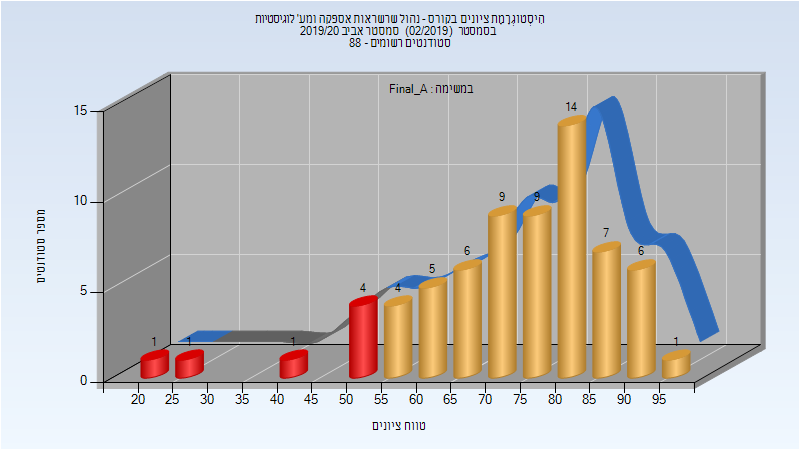 היסטוגרמת ציונים בקורס - נהול שרשראות אספקה ומע' לוגיסטיות
בסמסטר (02/2019) סמסטר אביב 2019/20
סטודנטים רשומים - 88
במשימה : Final_A
מספר סטודנטים
15
10
5
0
1
1
1
4
4
5
6
9
9
14
7
6
1
20 25 30 35 40 45 50 55 60 65 70 75 80 85 90 95
טווח ציונים